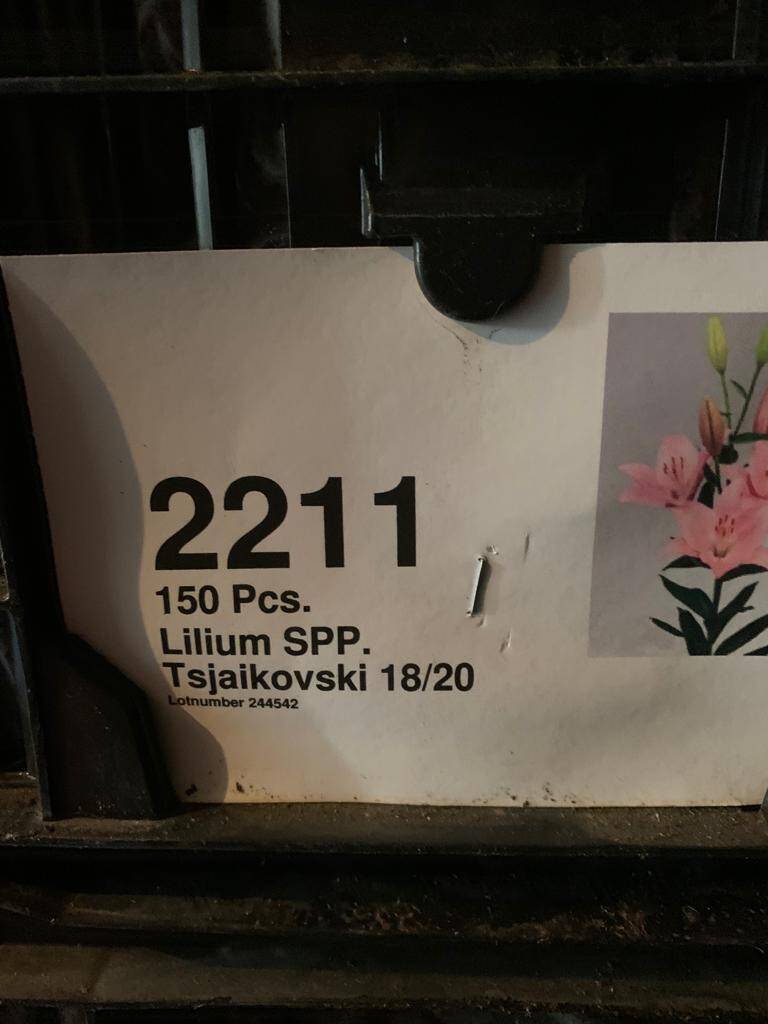 2211
150 Pcs.
Lilium SPP.
Tsjaikovski 18/20
Lotnumber 244542